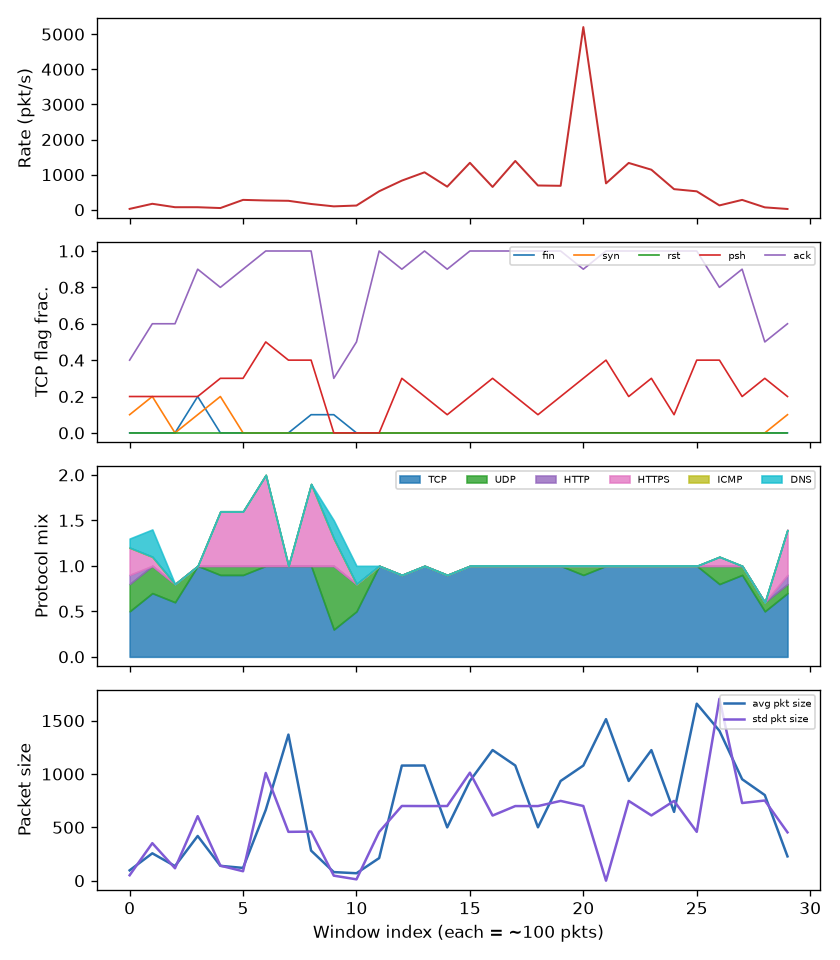 Rate (pkt/s)
5000
4000
3000
2000
1000
0
TCP flag frac.
1.0
0.8
0.6
0.4
0.2
0.0
fin syn rst psh ack
Protocol mix
2.0
1.5
1.0
0.5
0.0
TCP UDP HTTP HTTPS ICMP DNS
Packet size
1500
1000
500
0
avg pkt size
std pkt size
0 5 10 15 20 25 30
Window index (each = ~100 pkts)